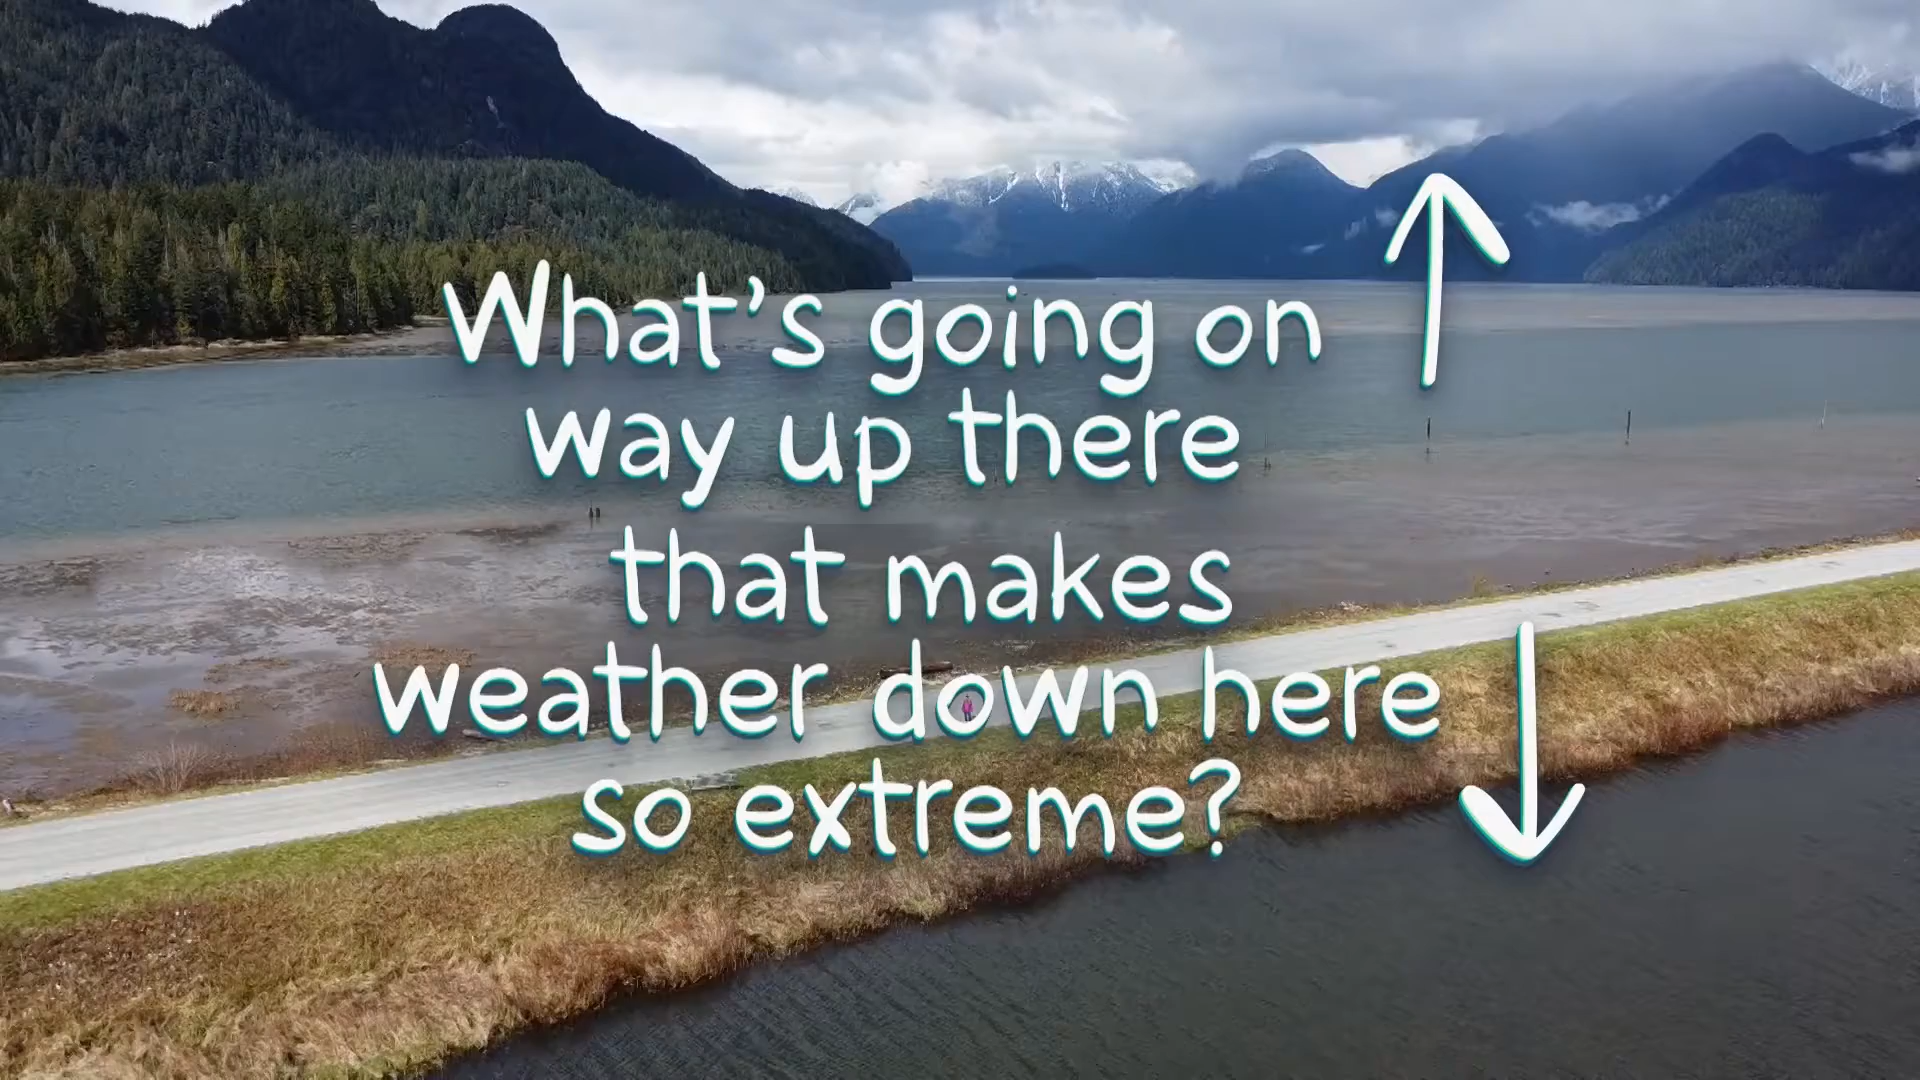 What's going on
way up there
that makes
weather down here
so extreme?